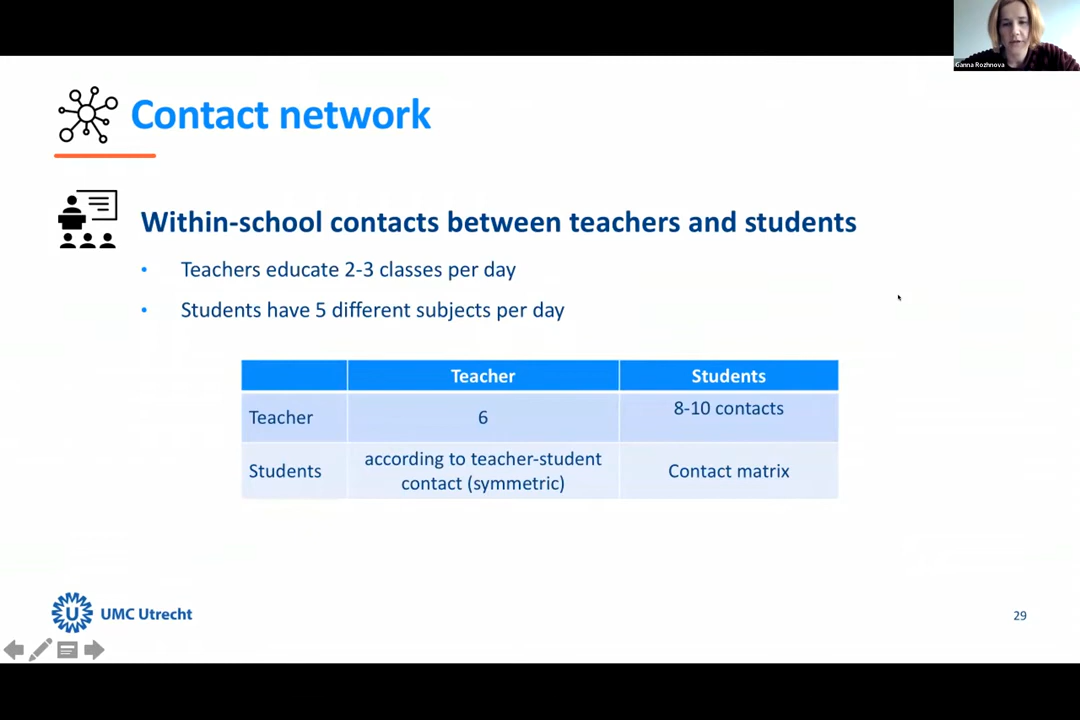 Ganna Rozhnova
Contact network
Within-school contacts between teachers and students
• Teachers educate 2-3 classes per day
• Students have 5 different subjects per day
Teacher Students
Teacher 6 8-10 contacts
Students according to teacher-student contact (symmetric) Contact matrix
UMC Utrecht
29